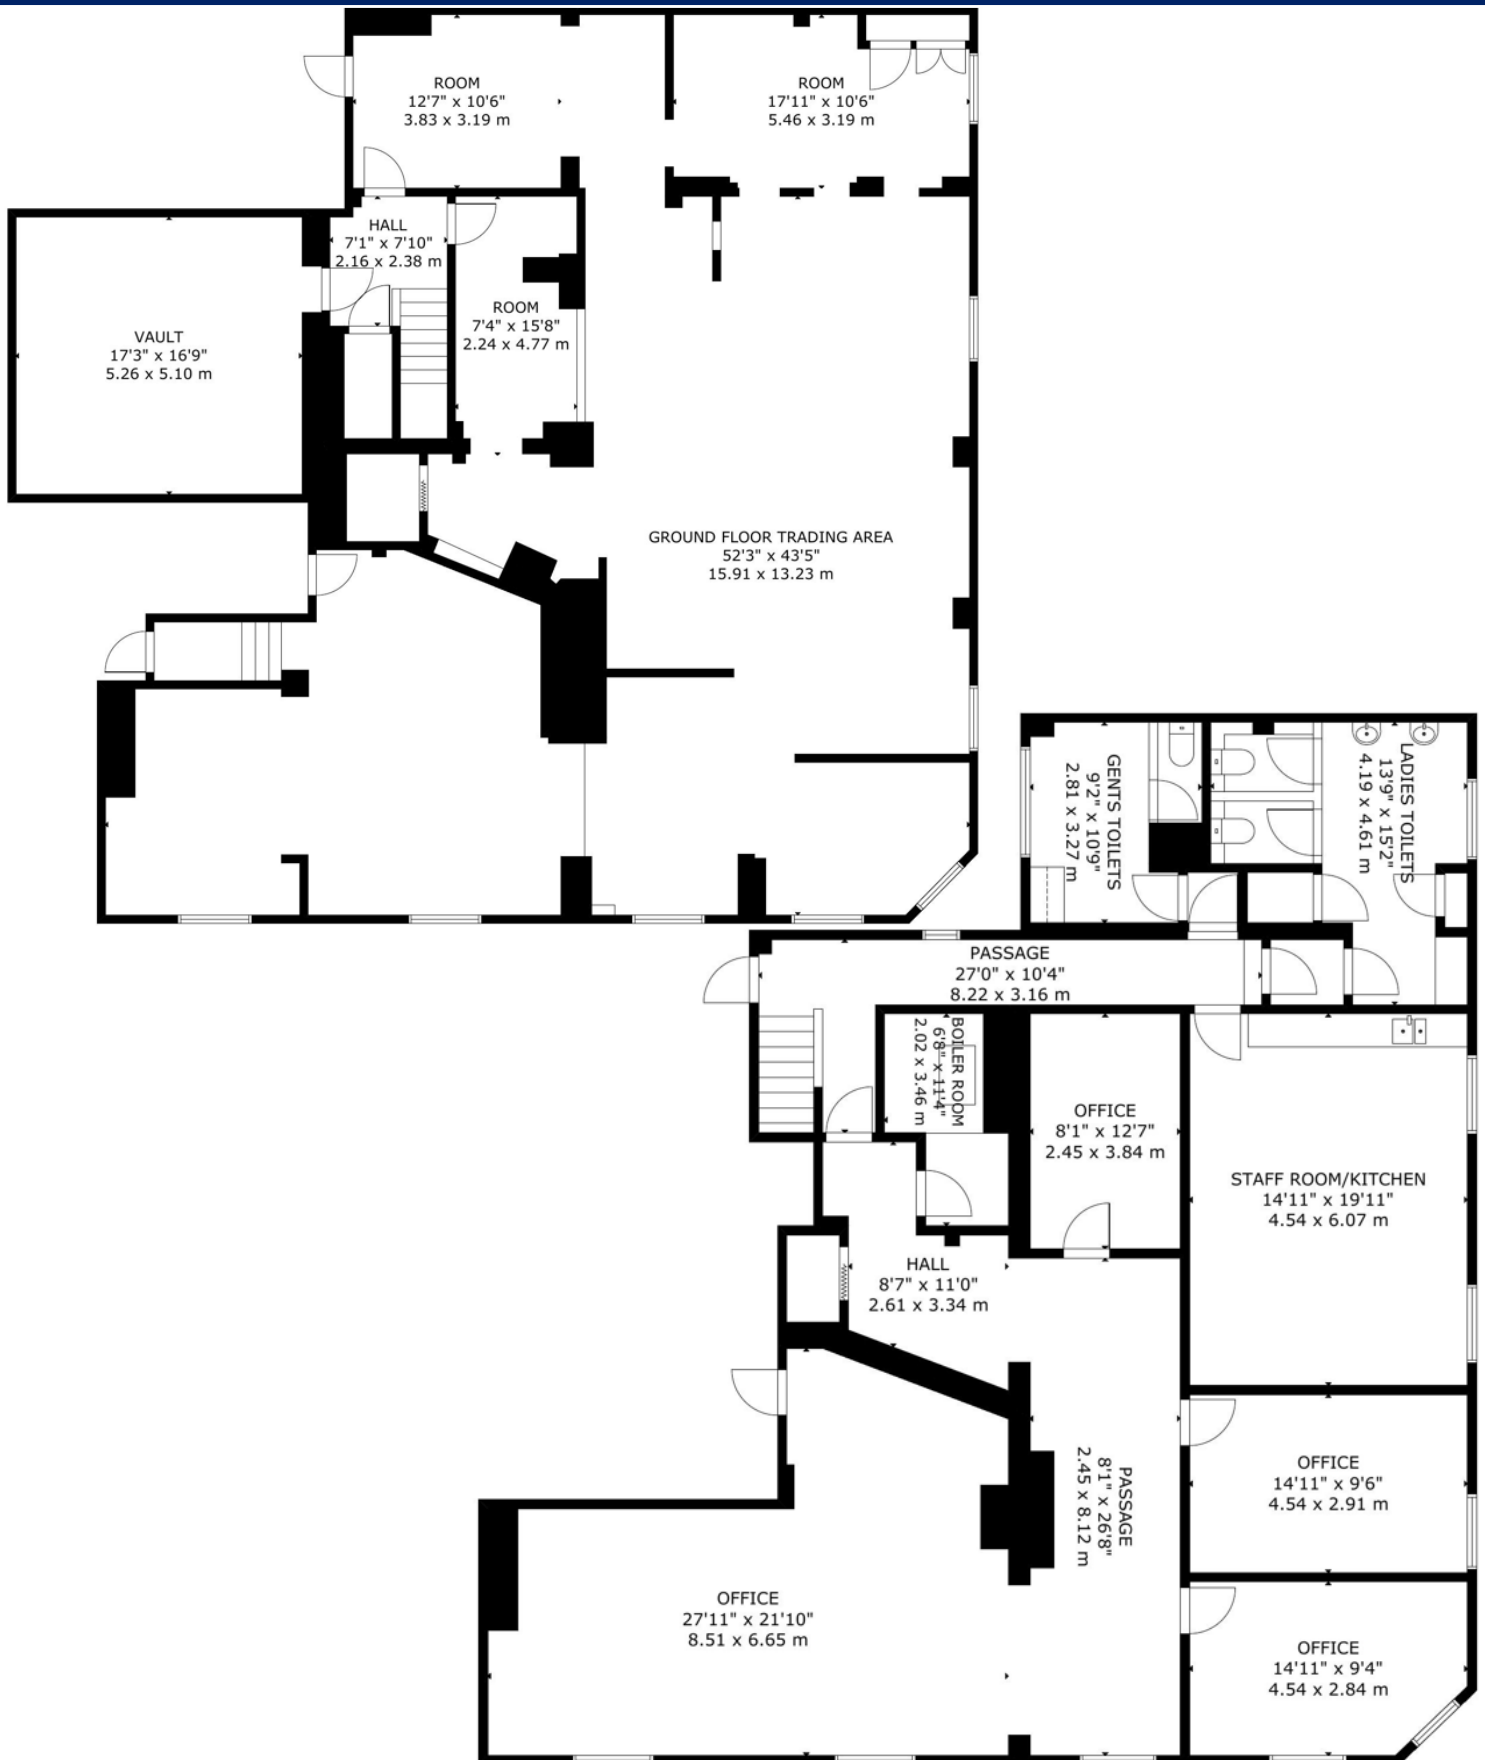 ROOM
12'7" x 10'6"
3.83 x 3.19 m
ROOM
17'11" x 10'6"
5.46 x 3.19 m
HALL
7'1" x 7'10"
2.16 x 2.38 m
ROOM
7'4" x 15'8"
2.24 x 4.77 m
VAULT
17'3" x 16'9"
5.26 x 5.10 m
GROUND FLOOR TRADING AREA
52'3" x 43'5"
15.91 x 13.23 m
GENTS TOILETS
9'2" x 10'9"
2.81 x 3.27 m
LADIES TOILETS
13'9" x 15'2"
4.19 x 4.61 m
PASSAGE
27'0" x 10'4"
8.22 x 3.16 m
BOILER ROOM
6'8" x 11'4"
2.02 x 3.46 m
OFFICE
8'1" x 12'7"
2.45 x 3.84 m
STAFF ROOM/KITCHEN
14'11" x 19'11"
4.54 x 6.07 m
HALL
8'7" x 11'0"
2.61 x 3.34 m
PASSAGE
8'1" x 26'8"
2.45 x 8.12 m
OFFICE
14'11" x 9'6"
4.54 x 2.91 m
OFFICE
27'11" x 21'10"
8.51 x 6.65 m
OFFICE
14'11" x 9'4"
4.54 x 2.84 m